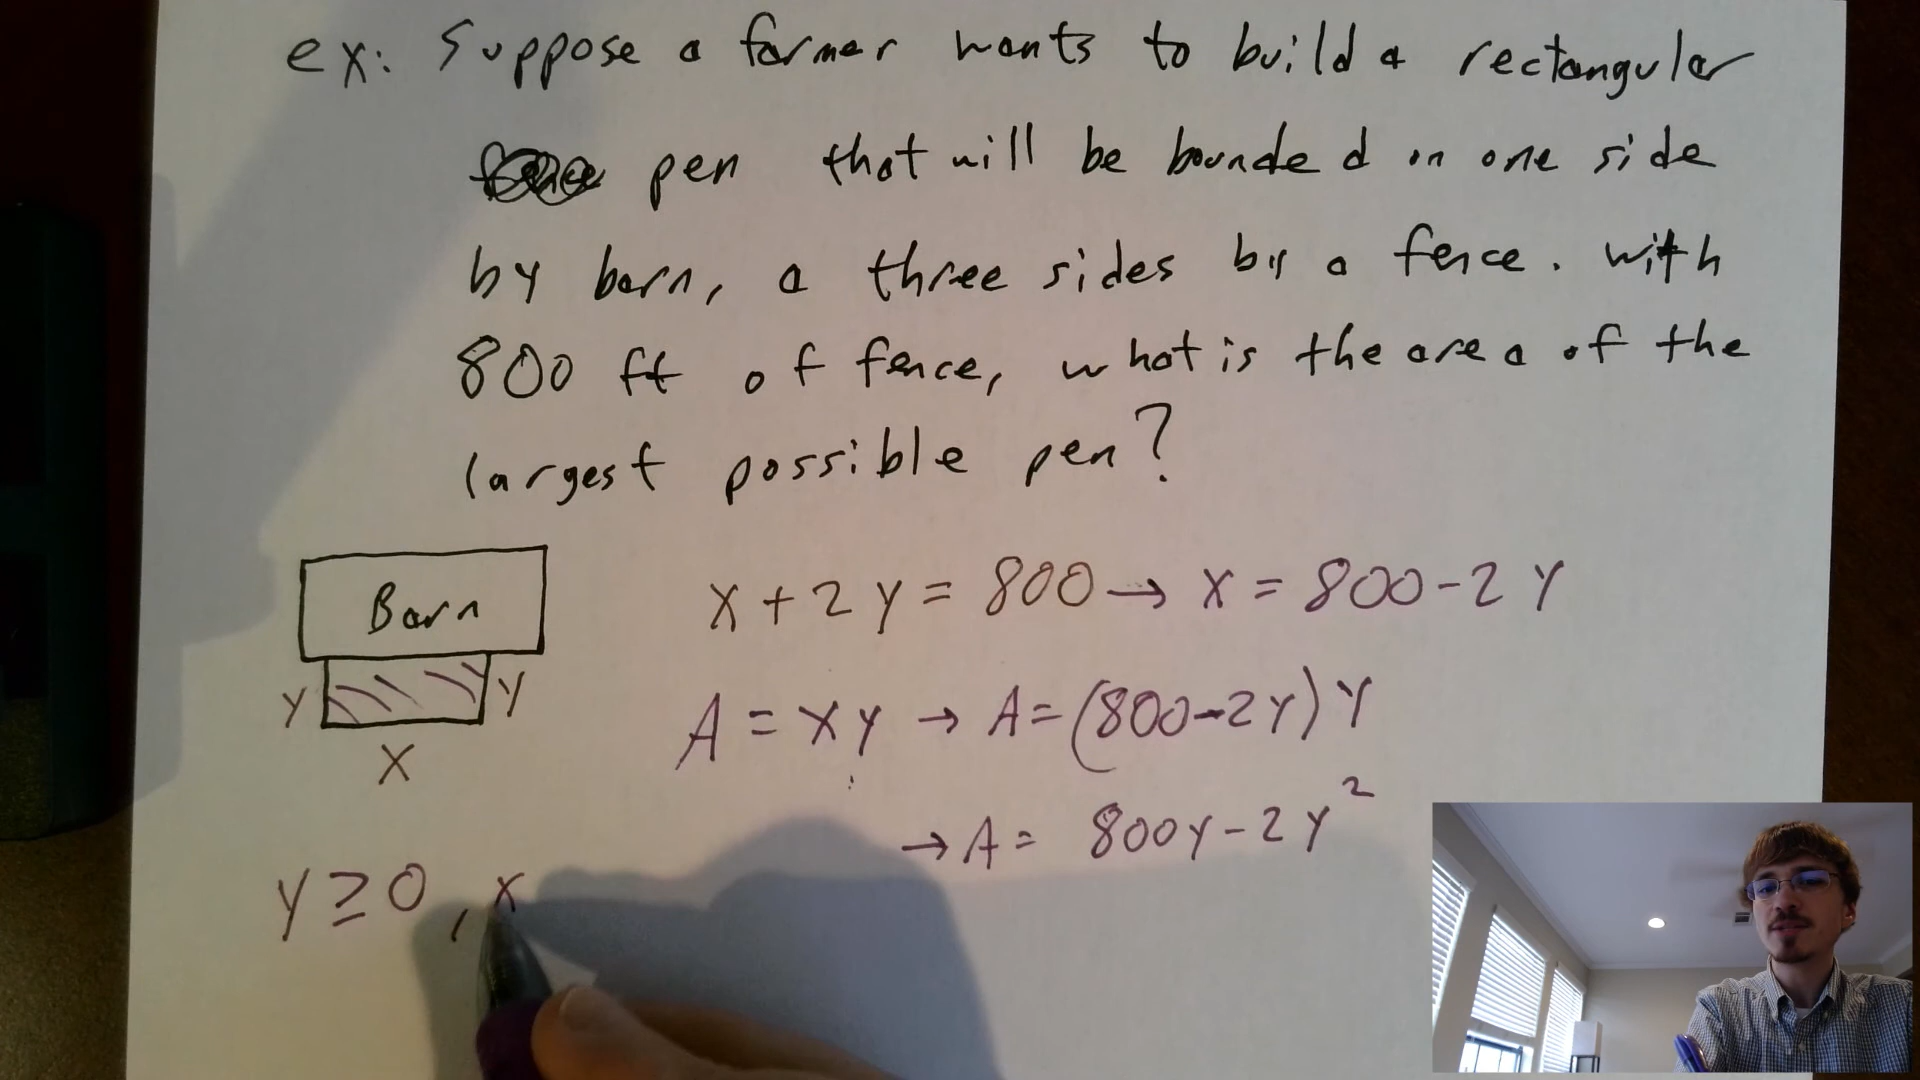 ex: Suppose a farmer wants to build a rectangular
pen that will be bounded on one side
by barn, a three sides by a fence. With
800 ft of fence, what is the area of the
largest possible pen?
Barn
x + 2y = 800 → x = 800 - 2y
y y
A = xy → A = (800-2y)y
x
→ A = 800y - 2y²
y ≥ 0, x